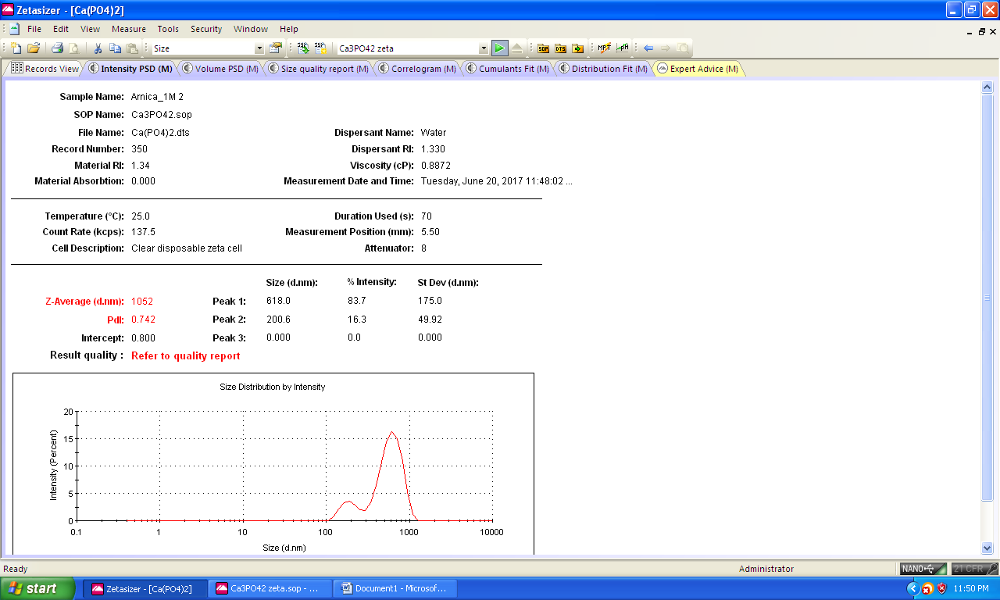 Zetasizer - [Ca(PO4)2]
File Edit View Measure Tools Security Window Help
Size Ca3PO42 zeta SOP DTS MPT pH
Records View Intensity PSD (M) Volume PSD (M) Size quality report (M) Correlogram (M) Cumulants Fit (M) Distribution Fit (M) Expert Advice (M)
Sample Name: Arnica_1M 2
SOP Name: Ca3PO42.sop
File Name: Ca(PO4)2.dts Dispersant Name: Water
Record Number: 350 Dispersant RI: 1.330
Material RI: 1.34 Viscosity (cP): 0.8872
Material Absorbtion: 0.000 Measurement Date and Time: Tuesday, June 20, 2017 11:48:02 ...
Temperature (°C): 25.0 Duration Used (s): 70
Count Rate (kcps): 137.5 Measurement Position (mm): 5.50
Cell Description: Clear disposable zeta cell Attenuator: 8
Size (d.nm): % Intensity: St Dev (d.nm):
Z-Average (d.nm): 1052 Peak 1: 618.0 83.7 175.0
PdI: 0.742 Peak 2: 200.6 16.3 49.92
Intercept: 0.800 Peak 3: 0.000 0.0 0.000
Result quality : Refer to quality report
Size Distribution by Intensity
Intensity (Percent)
20
15
10
5
0
0.1 1 10 100 1000 10000
Size (d.nm)
Ready Administrator NANO 21 CFR
start Zetasizer - [Ca(PO4)2] Ca3PO42 zeta.sop - ... Document1 - Microsof... 11:50 PM